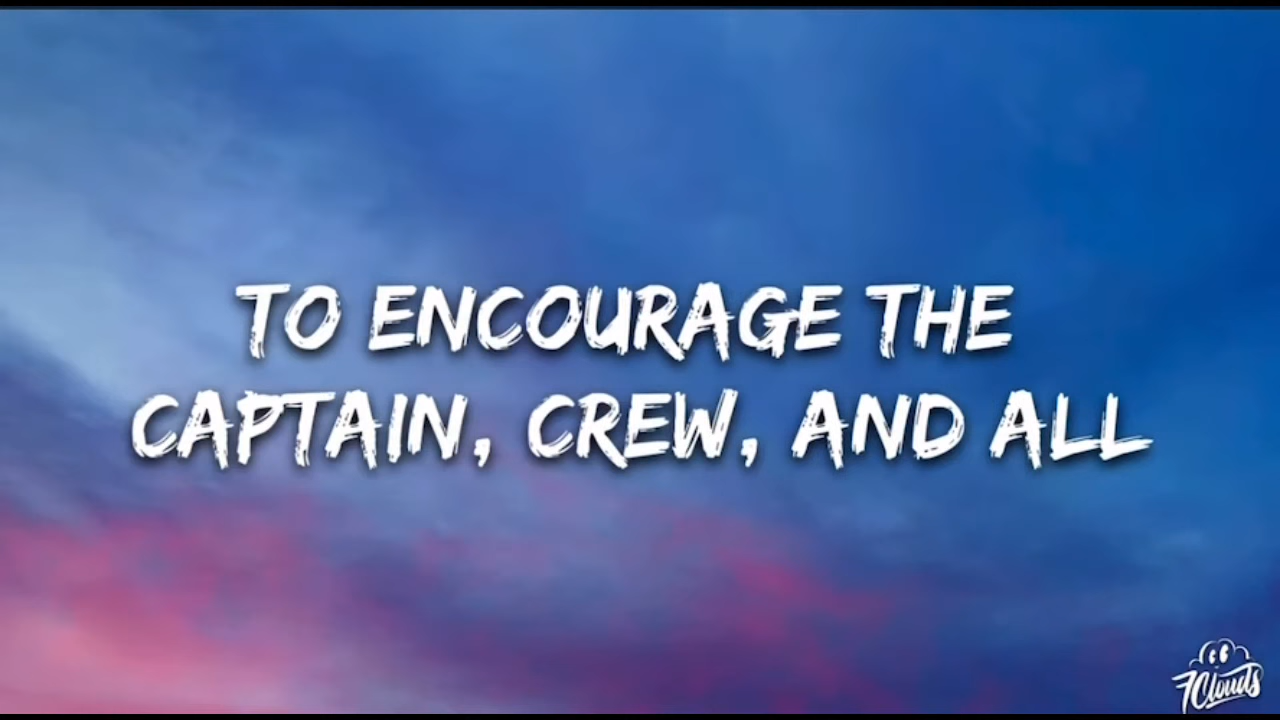 TO ENCOURAGE THE
CAPTAIN, CREW, AND ALL
7Clouds